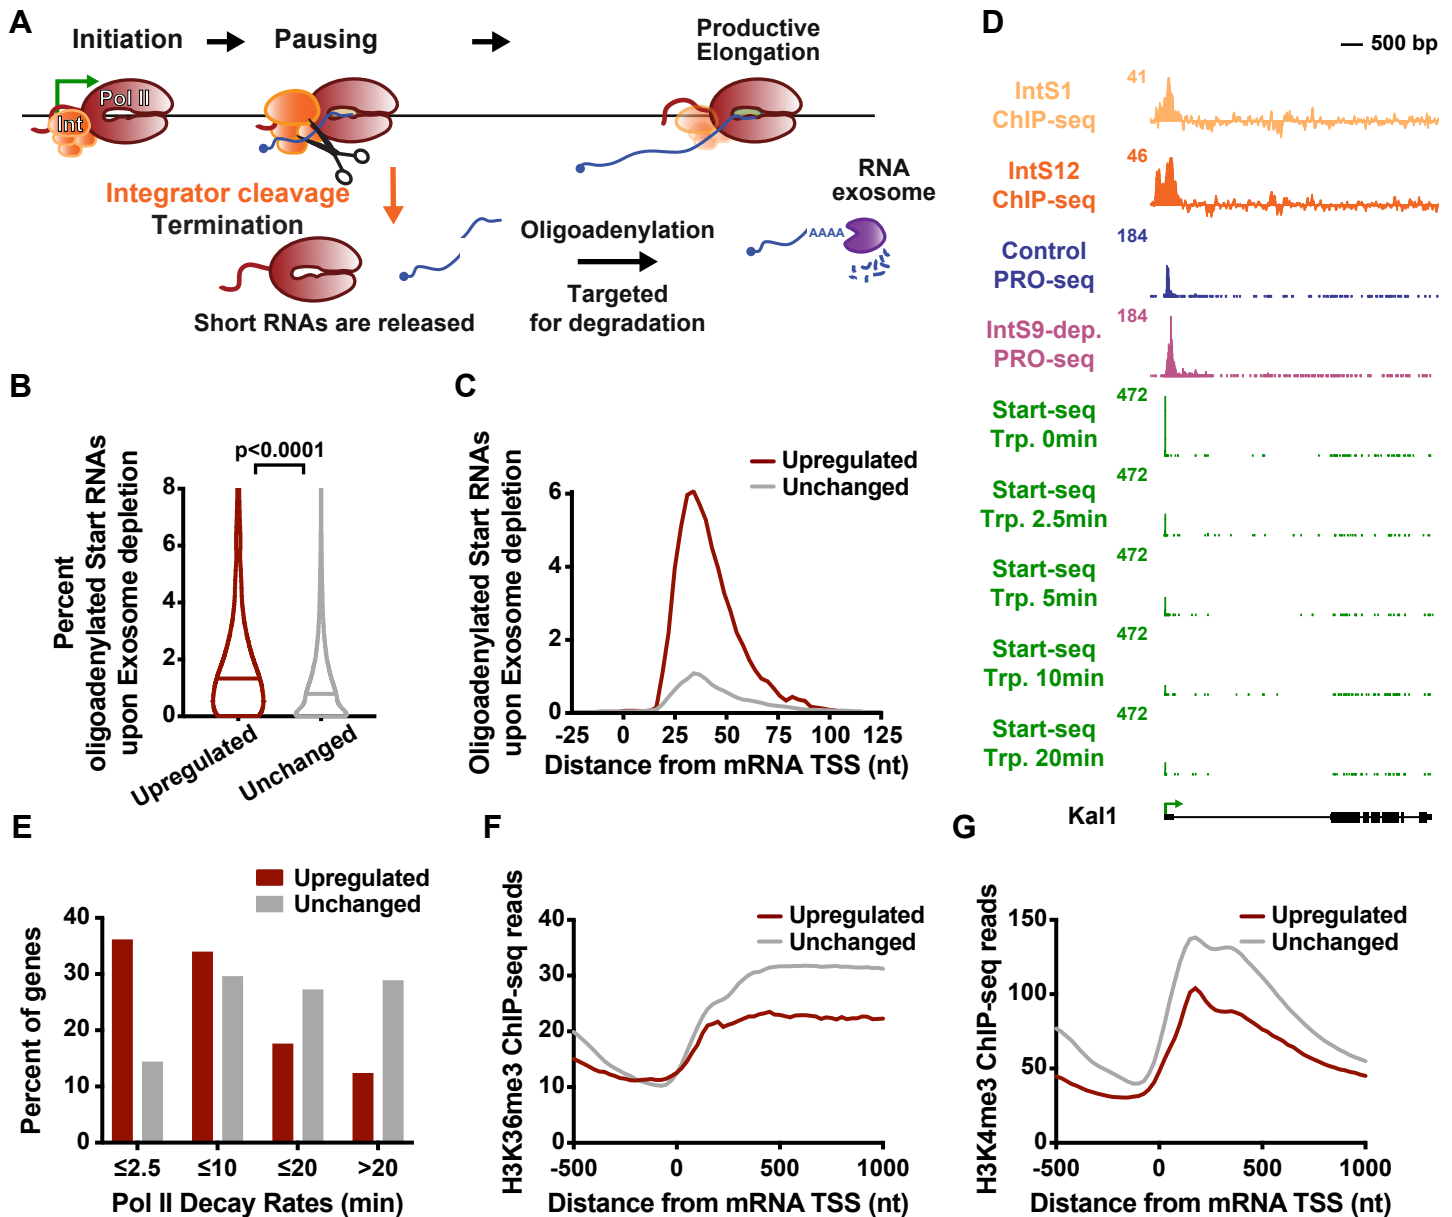 A
Initiation
Pausing
Productive
Elongation
Pol II
Int
Integrator cleavage
Termination
Short RNAs are released
Oligoadenylation
Targeted
for degradation
RNA
exosome
AAAA
B
Percent
oligoadenylated Start RNAs
upon Exosome depletion
p<0.0001
8
6
4
2
0
Upregulated
Unchanged
C
Oligoadenylated Start RNAs
upon Exosome depletion
Upregulated
Unchanged
6
4
2
0
-25
0
25
50
75
100
125
Distance from mRNA TSS (nt)
D
500 bp
IntS1
ChIP-seq
41
IntS12
ChIP-seq
46
Control
PRO-seq
184
IntS9-dep.
PRO-seq
184
Start-seq
Trp. 0min
472
Start-seq
Trp. 2.5min
472
Start-seq
Trp. 5min
472
Start-seq
Trp. 10min
472
Start-seq
Trp. 20min
472
Kal1
E
Upregulated
Unchanged
Percent of genes
40
30
20
10
0
≤2.5
≤10
≤20
>20
Pol II Decay Rates (min)
F
H3K36me3 ChIP-seq reads
Upregulated
Unchanged
40
30
20
10
0
-500
0
500
1000
Distance from mRNA TSS (nt)
G
H3K4me3 ChIP-seq reads
Upregulated
Unchanged
150
100
50
0
-500
0
500
1000
Distance from mRNA TSS (nt)